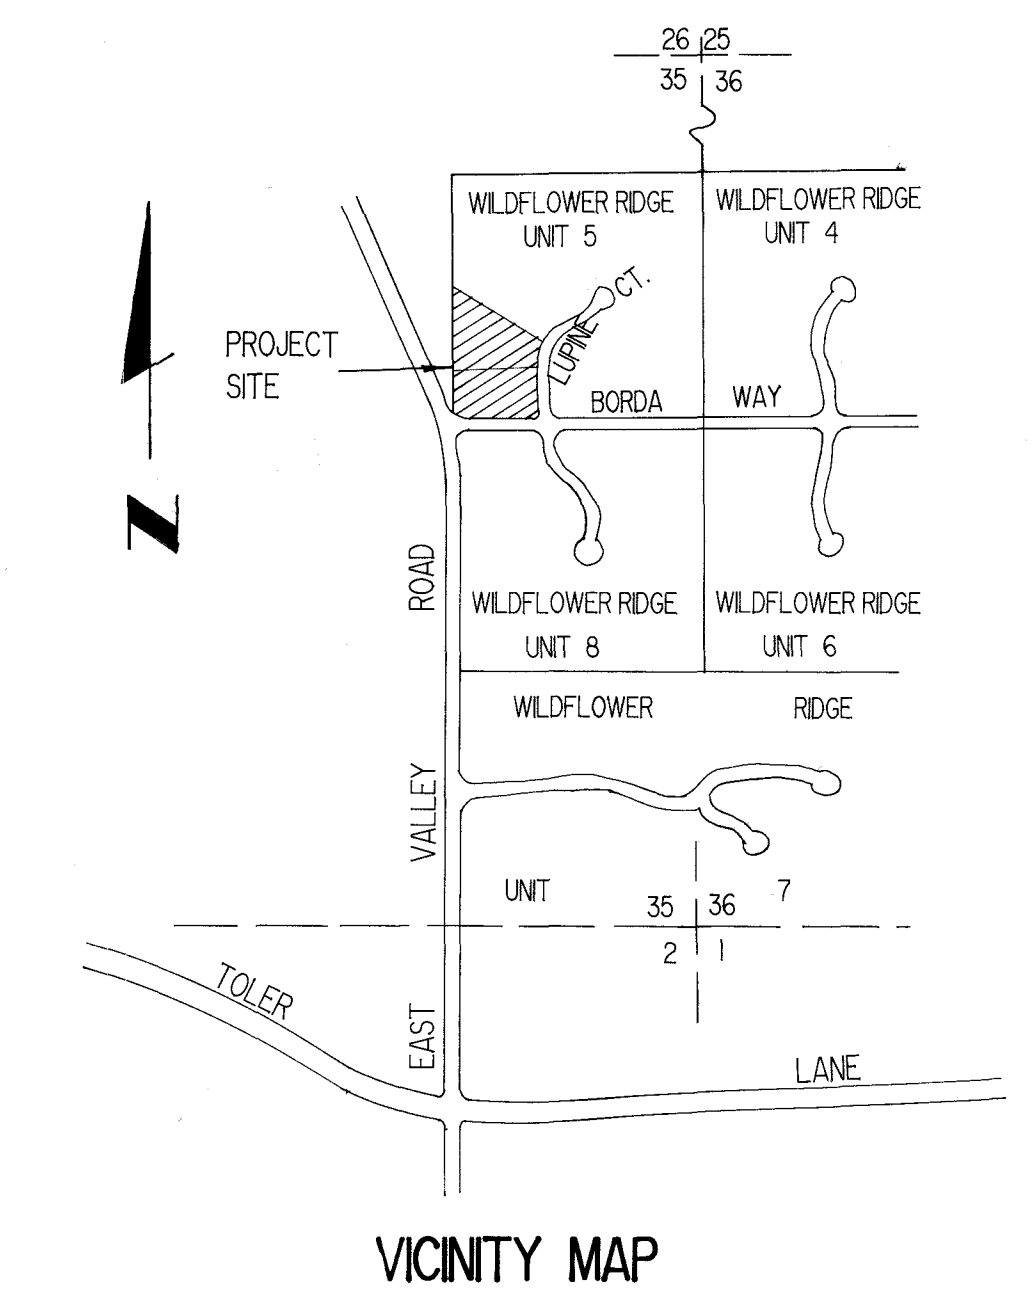 26 25
35 36
WILDFLOWER RIDGE
UNIT 5
WILDFLOWER RIDGE
UNIT 4
LUPINE CT.
PROJECT
SITE
BORDA WAY
N
WILDFLOWER RIDGE
UNIT 8
WILDFLOWER RIDGE
UNIT 6
WILDFLOWER RIDGE
UNIT 7
35 36
2 1
EAST VALLEY ROAD
TOLER LANE
VICINITY MAP